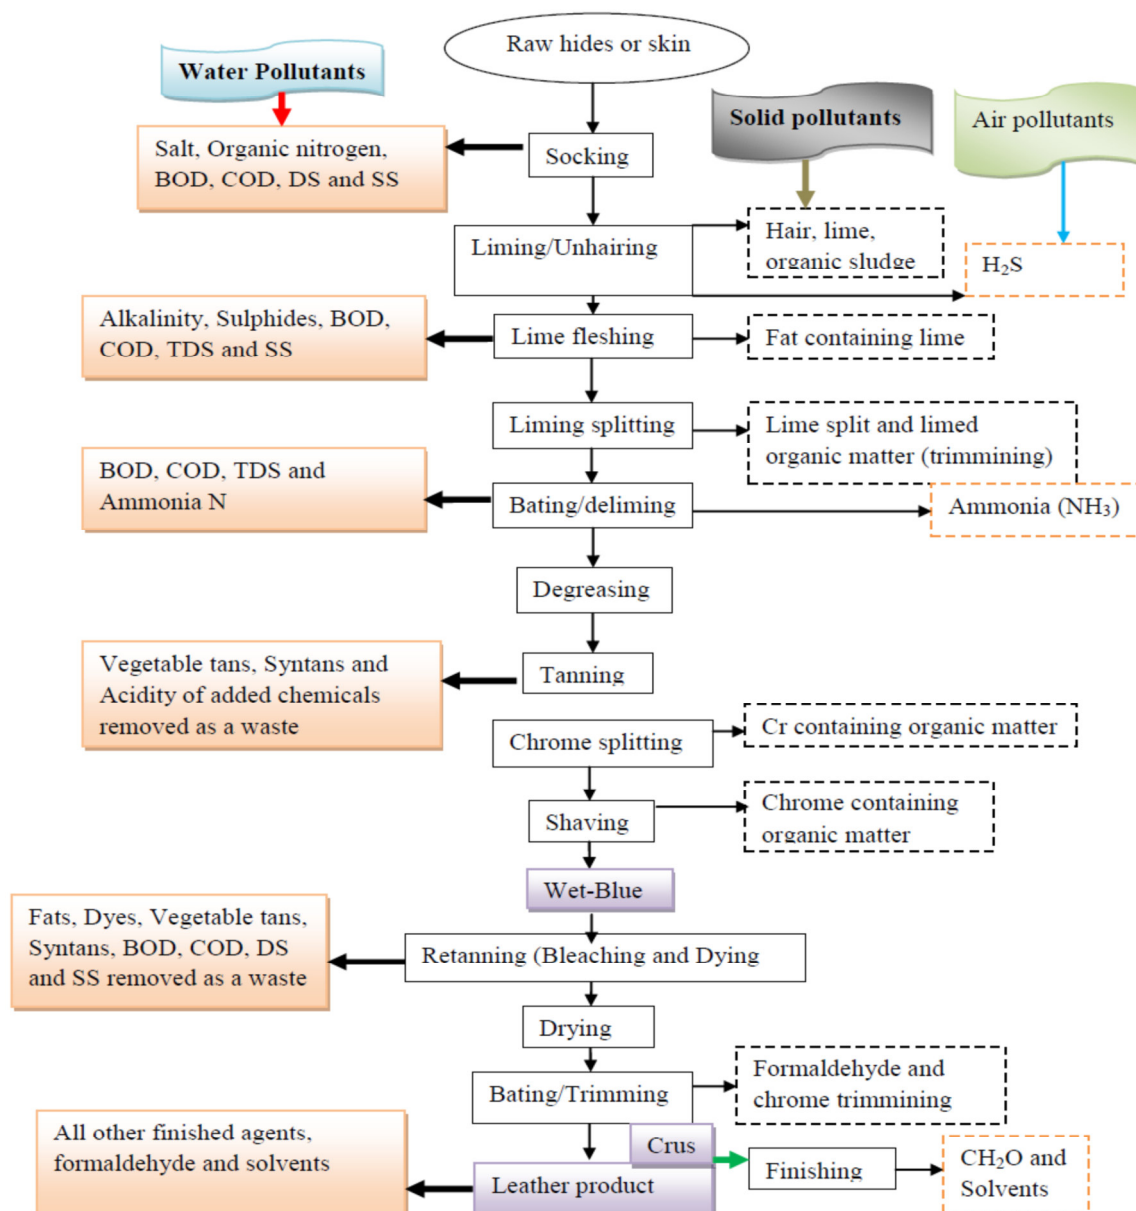 Raw hides or skin
Water Pollutants
Solid pollutants
Air pollutants
Salt, Organic nitrogen,
BOD, COD, DS and SS
Socking
Liming/Unhairing
Hair, lime,
organic sludge
H₂S
Alkalinity, Sulphides, BOD,
COD, TDS and SS
Lime fleshing
Fat containing lime
Liming splitting
Lime split and limed
organic matter (trimmining)
BOD, COD, TDS and
Ammonia N
Bating/deliming
Ammonia (NH₃)
Degreasing
Vegetable tans, Syntans and
Acidity of added chemicals
removed as a waste
Tanning
Chrome splitting
Cr containing organic matter
Shaving
Chrome containing
organic matter
Wet-Blue
Fats, Dyes, Vegetable tans,
Syntans, BOD, COD, DS
and SS removed as a waste
Retanning (Bleaching and Dying
Drying
Bating/Trimming
Formaldehyde and
chrome trimmining
All other finished agents,
formaldehyde and solvents
Crus
Leather product
Finishing
CH₂O and
Solvents